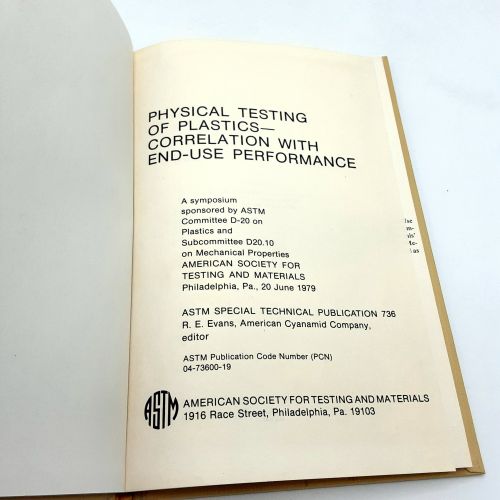 PHYSICAL TESTING
OF PLASTICS—
CORRELATION WITH
END-USE PERFORMANCE
A symposium
sponsored by ASTM
Committee D-20 on
Plastics and
Subcommittee D20.10
on Mechanical Properties
AMERICAN SOCIETY FOR
TESTING AND MATERIALS
Philadelphia, Pa., 20 June 1979
ASTM SPECIAL TECHNICAL PUBLICATION 736
R. E. Evans, American Cyanamid Company,
editor
ASTM Publication Code Number (PCN)
04-73600-19
ASTM AMERICAN SOCIETY FOR TESTING AND MATERIALS
1916 Race Street, Philadelphia, Pa. 19103